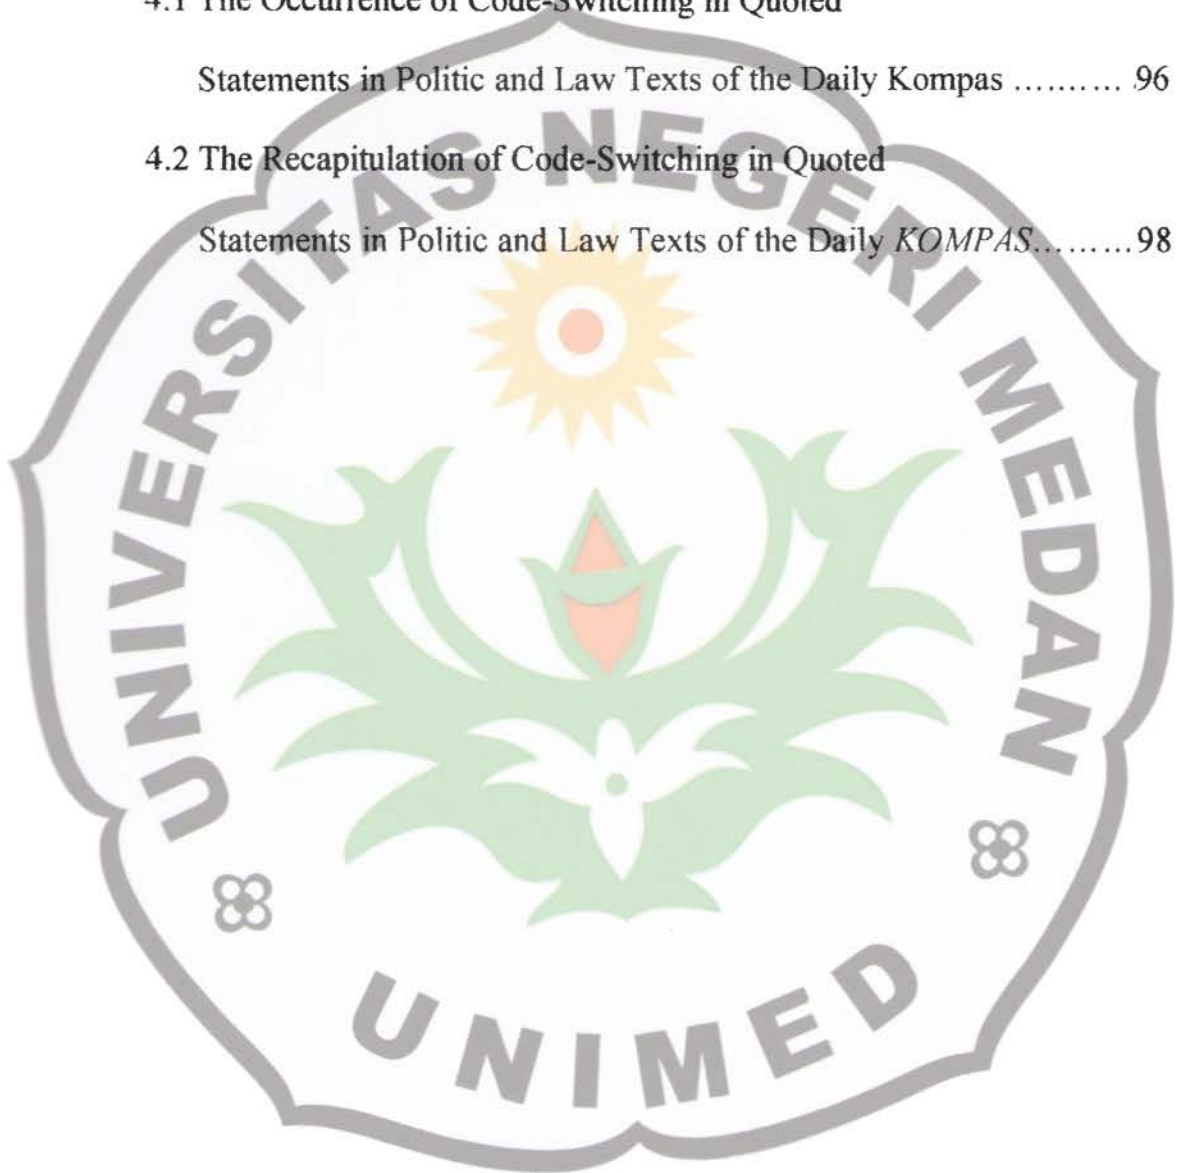 4.1 The Occurrence of Code-Switching in Quoted
Statements in Politic and Law Texts of the Daily Kompas .......... 96
4.2 The Recapitulation of Code-Switching in Quoted
Statements in Politic and Law Texts of the Daily KOMPAS.........98
UNIVERSITAS NEGERI MEDAN
UNIMED